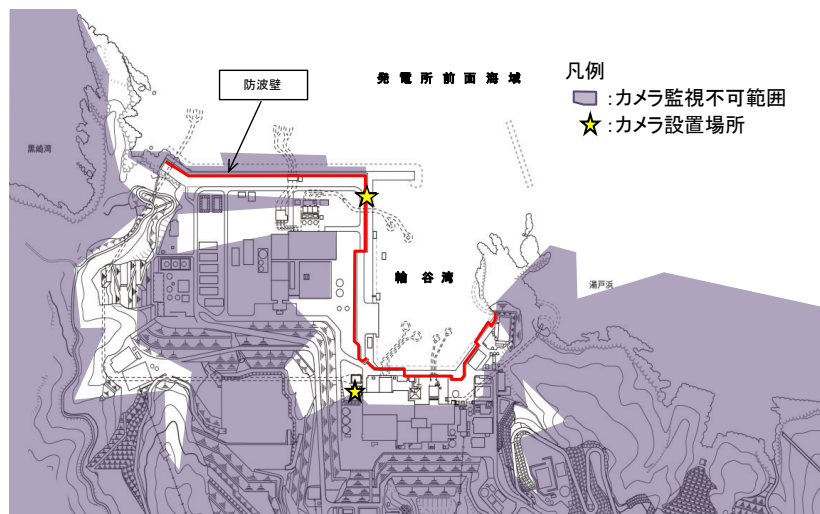 発電所前面海域
凡例
:カメラ監視不可範囲
:カメラ設置場所
防波壁
黒崎湾
輪谷湾
湯戸浜